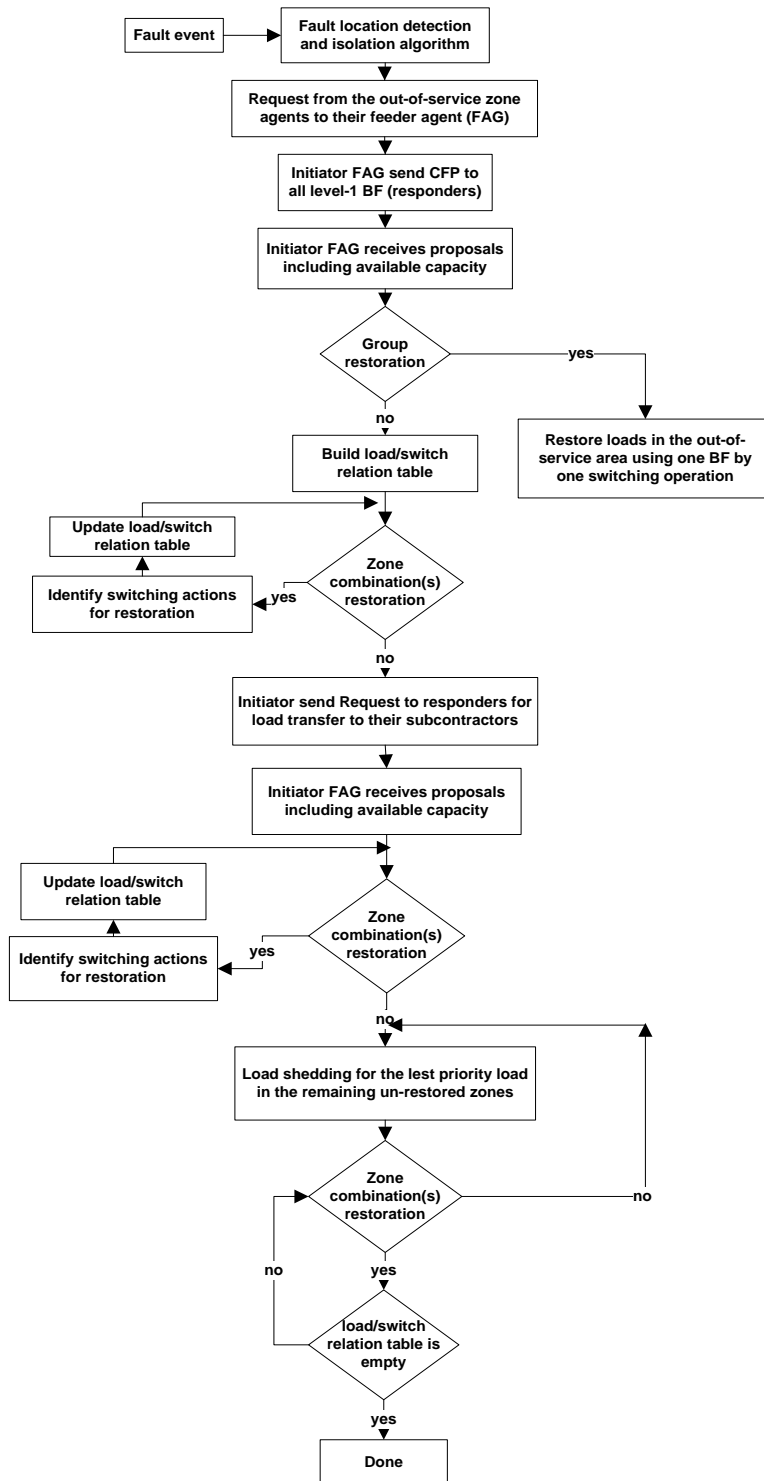 Fault event
Fault location detection
and isolation algorithm
Request from the out-of-service zone
agents to their feeder agent (FAG)
Initiator FAG send CFP to
all level-1 BF (responders)
Initiator FAG receives proposals
including available capacity
Group
restoration
yes
no
Restore loads in the out-of-
service area using one BF by
one switching operation
Build load/switch
relation table
Update load/switch
relation table
Zone
combination(s)
restoration
Identify switching actions
for restoration
yes
no
Initiator send Request to responders for
load transfer to their subcontractors
Initiator FAG receives proposals
including available capacity
Update load/switch
relation table
Zone
combination(s)
restoration
Identify switching actions
for restoration
yes
no
Load shedding for the lest priority load
in the remaining un-restored zones
Zone
combination(s)
restoration
no
no
yes
load/switch
relation table is
empty
yes
Done